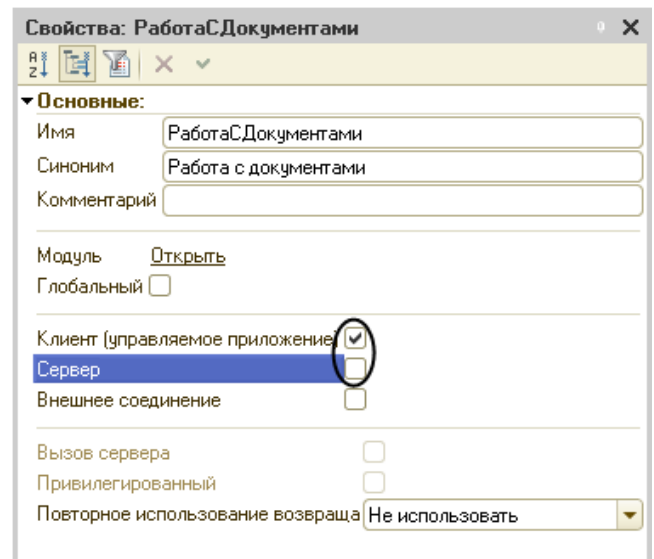 Свойства: РаботаСДокументами
Основные:
Имя РаботаСДокументами
Синоним Работа с документами
Комментарий
Модуль Открыть
Глобальный
Клиент (управляемое приложение)
Сервер
Внешнее соединение
Вызов сервера
Привилегированный
Повторное использование возвраща Не использовать